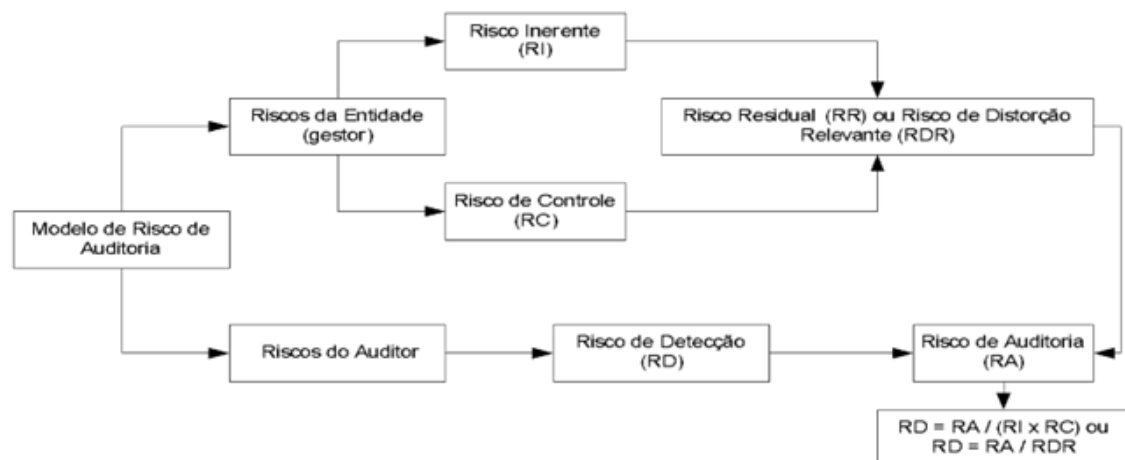 Risco Inerente
(RI)
Riscos da Entidade
(gestor)
Risco Residual (RR) ou Risco de Distorção
Relevante (RDR)
Risco de Controle
(RC)
Modelo de Risco de
Auditoria
Riscos do Auditor
Risco de Detecção
(RD)
Risco de Auditoria
(RA)
RD = RA / (RI x RC) ou
RD = RA / RDR